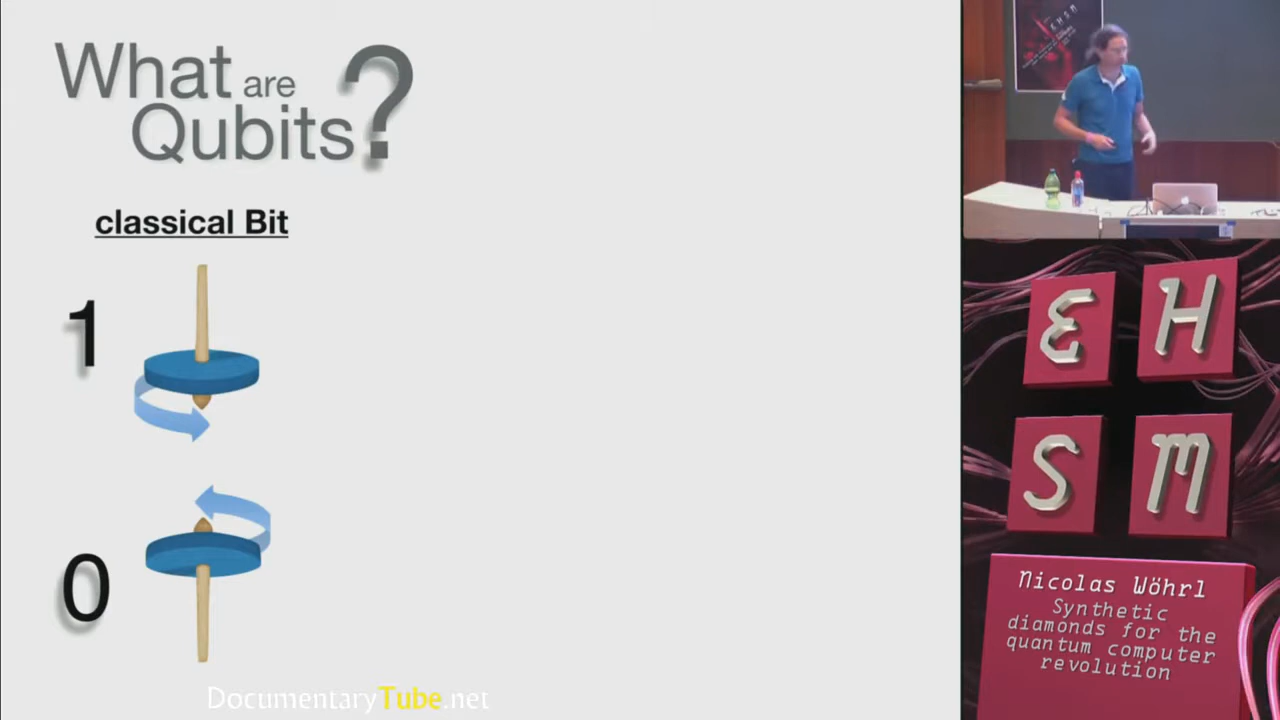 What are
Qubits?
classical Bit
1
0
DocumentaryTube.net
E H
S M
Nicolas Wöhrl
Synthetic
diamonds for the
quantum computer
revolution